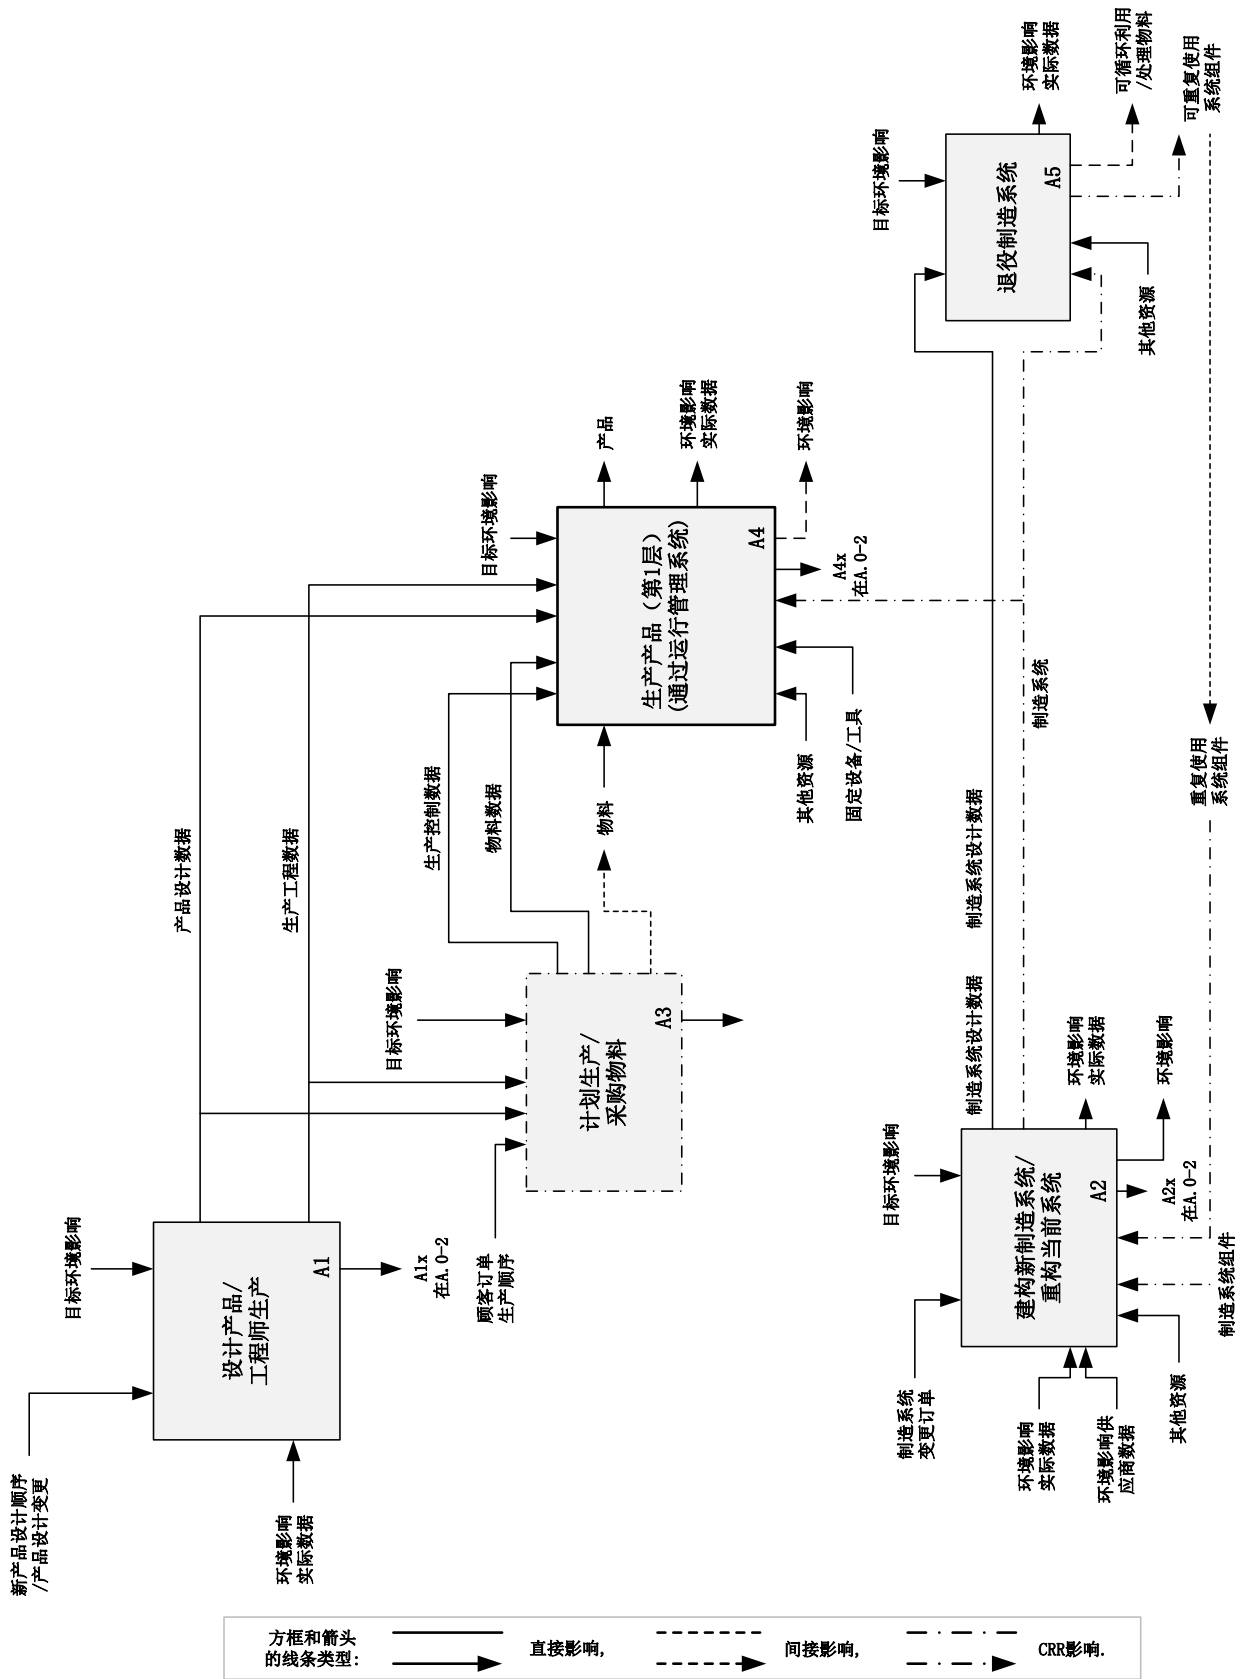 新产品设计顺序
/产品设计变更
目标环境影响
设计产品/
工程师生产
A1
环境影响
实际数据
A1x
在A.0-2
产品设计数据
生产工程数据
顾客订单
生产顺序
目标环境影响
计划生产/
采购物料
A3
生产控制数据
物料数据
物料
目标环境影响
生产产品（第1层）
(通过运行管理系统)
A4
产品
环境影响
实际数据
环境影响
A4x
在A.0-2
其他资源
固定设备/工具
制造系统
变更订单
目标环境影响
建构新制造系统/
重构当前系统
A2
环境影响
实际数据
环境影响供
应商数据
其他资源
制造系统组件
A2x
在A.0-2
环境影响
实际数据
环境影响
制造系统设计数据
制造系统设计数据
制造系统
重复使用
系统组件
目标环境影响
退役制造系统
A5
其他资源
环境影响
实际数据
可循环利用
/处理物料
可重复使用
系统组件
方框和箭头
的线条类型:
直接影响,
间接影响,
CRR影响.